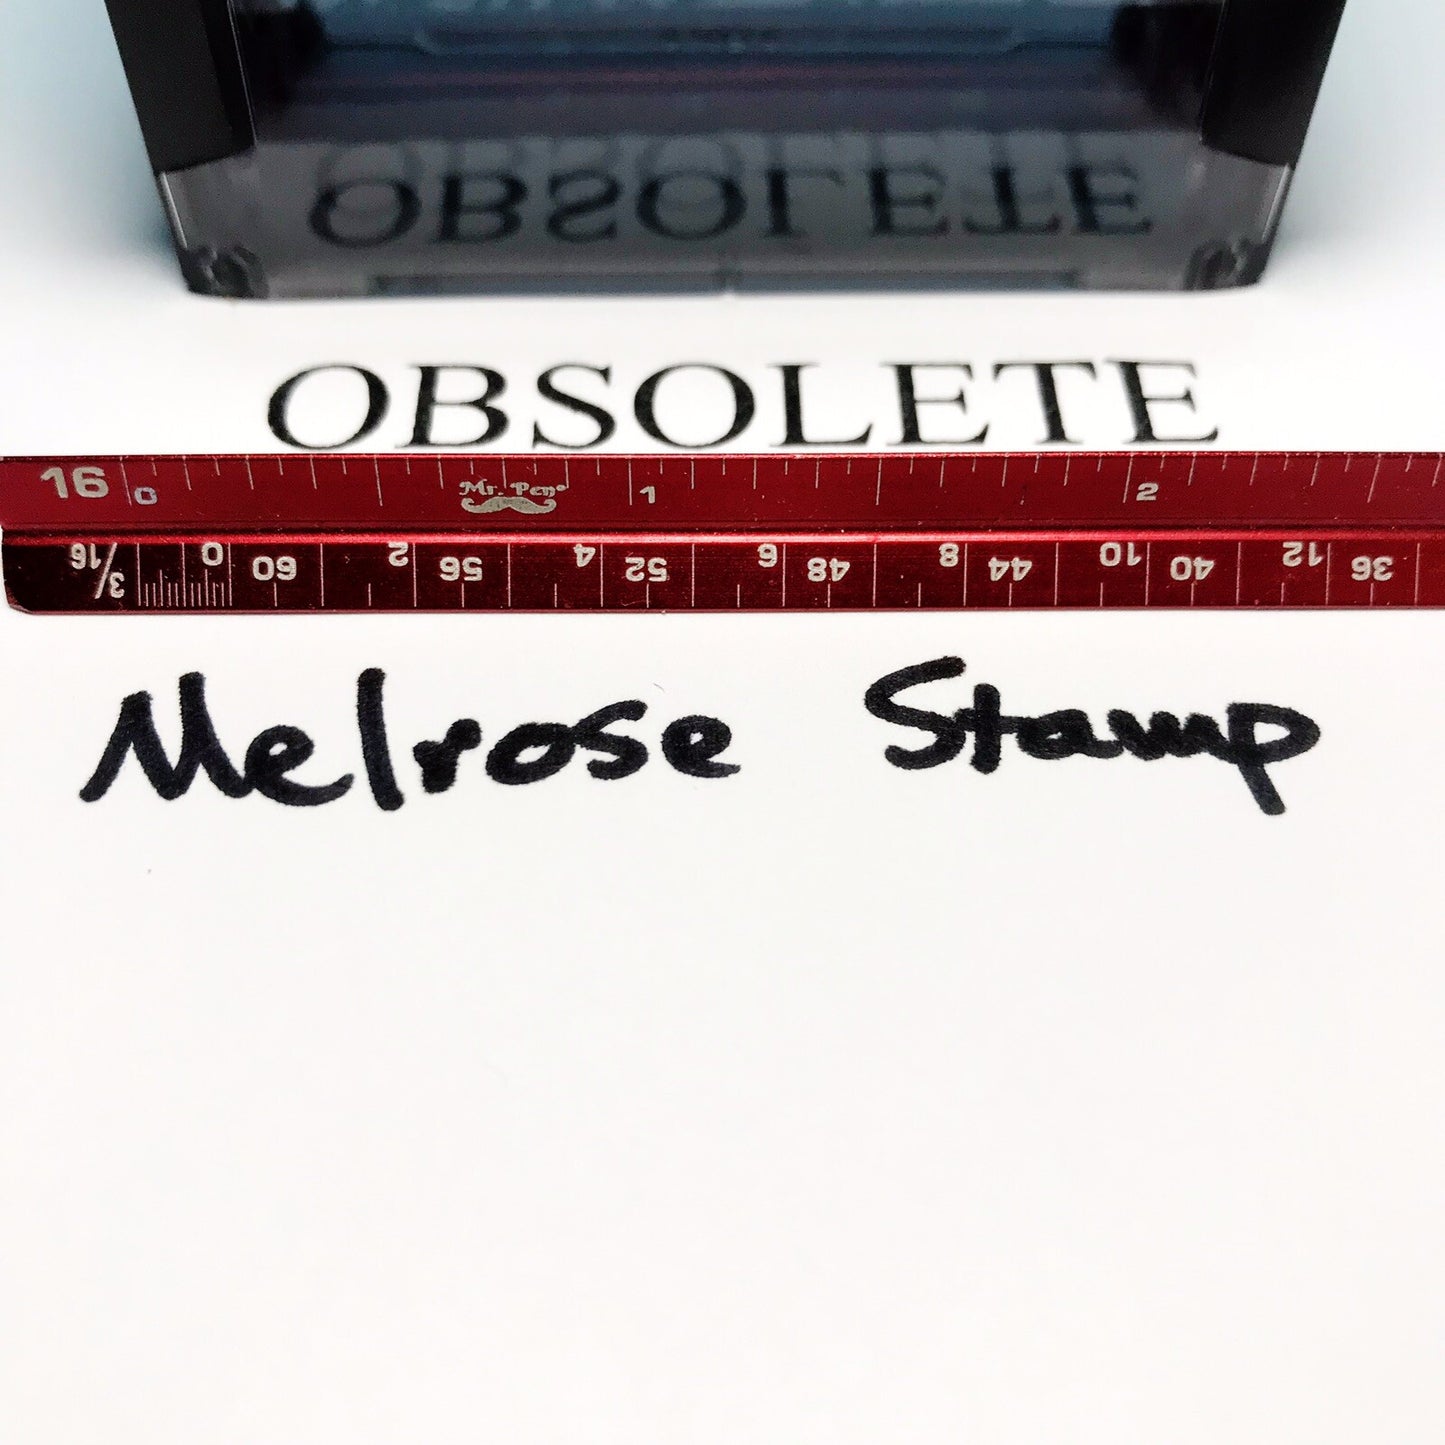 OBSOLETE
OBSOLETE
16 0 Mr. Pen® 1 2
3/16 0 60 2 56 4 52 6 48 8 44 10 40 12 36
Melrose Stamp